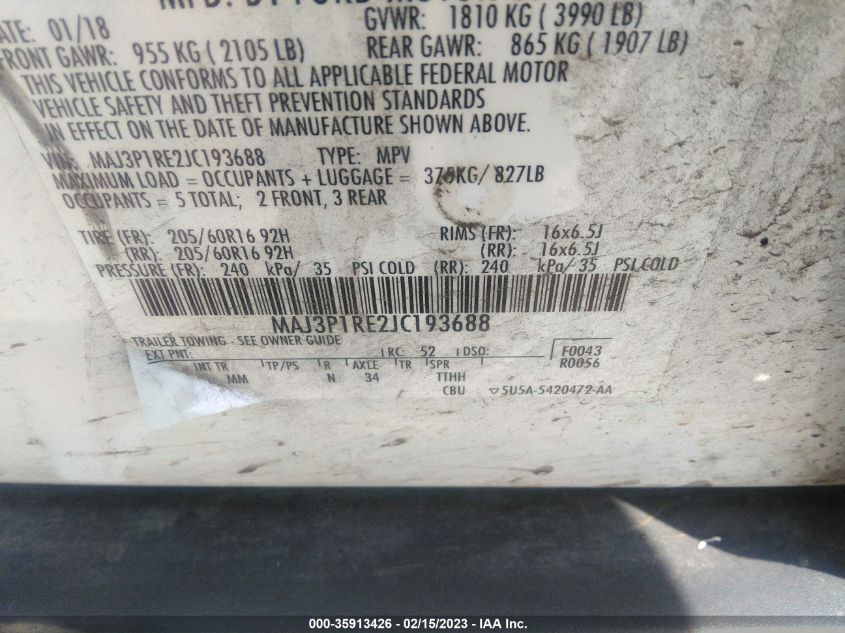 MFD. BY FORD MOTOR
DATE: 01/18 GVWR: 1810 KG ( 3990 LB)
FRONT GAWR: 955 KG ( 2105 LB) REAR GAWR: 865 KG ( 1907 LB)
THIS VEHICLE CONFORMS TO ALL APPLICABLE FEDERAL MOTOR
VEHICLE SAFETY AND THEFT PREVENTION STANDARDS
IN EFFECT ON THE DATE OF MANUFACTURE SHOWN ABOVE.
VIN: MAJ3P1RE2JC193688 TYPE: MPV
MAXIMUM LOAD = OCCUPANTS + LUGGAGE = 375KG/ 827LB
OCCUPANTS = 5 TOTAL; 2 FRONT, 3 REAR
TIRE (FR): 205/60R16 92H RIMS (FR): 16x6.5J
(RR): 205/60R16 92H (RR): 16x6.5J
PRESSURE (FR): 240 kPa/ 35 PSI COLD (RR): 240 kPa/ 35 PSI COLD
MAJ3P1RE2JC193688
TRAILER TOWING - SEE OWNER GUIDE
EXT PNT: RC: 52 DSO: F0043
INT TR TP/PS R AXLE TR SPR R0056
MM N 34 TTHH
CBU 5U5A-5420472-AA
000-35913426 - 02/15/2023 - IAA Inc.